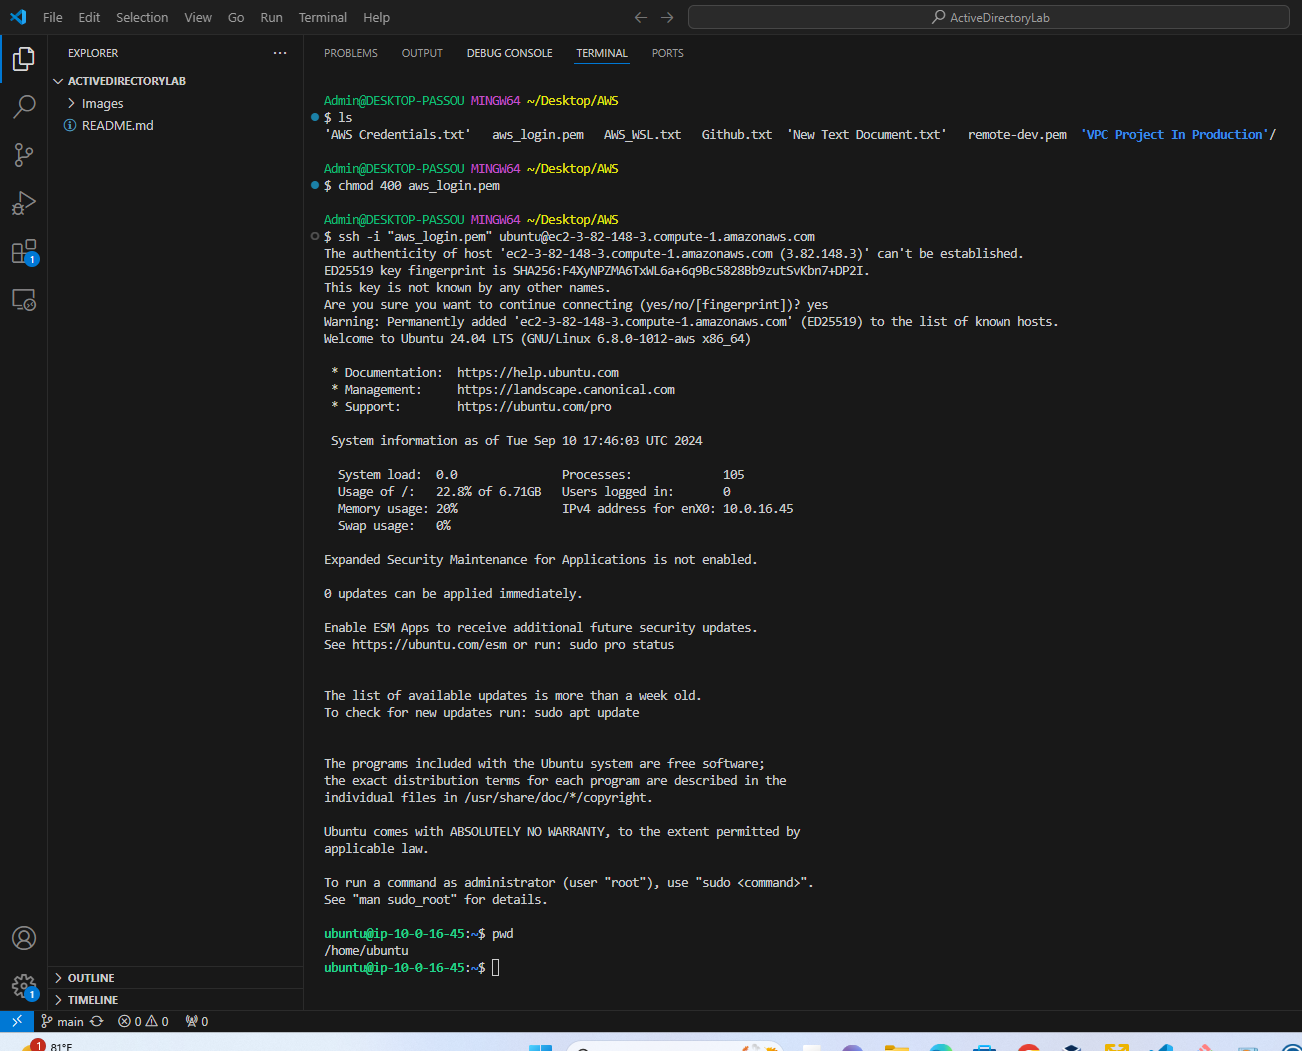 File Edit Selection View Go Run Terminal Help
ActiveDirectoryLab
EXPLORER
ACTIVEDIRECTORYLAB
Images
README.md
PROBLEMS OUTPUT DEBUG CONSOLE TERMINAL PORTS
Admin@DESKTOP-PASSOU MINGW64 ~/Desktop/AWS
$ ls
'AWS Credentials.txt' aws_login.pem AWS_WSL.txt Github.txt 'New Text Document.txt' remote-dev.pem 'VPC Project In Production'/
Admin@DESKTOP-PASSOU MINGW64 ~/Desktop/AWS
$ chmod 400 aws_login.pem
Admin@DESKTOP-PASSOU MINGW64 ~/Desktop/AWS
$ ssh -i "aws_login.pem" ubuntu@ec2-3-82-148-3.compute-1.amazonaws.com
The authenticity of host 'ec2-3-82-148-3.compute-1.amazonaws.com (3.82.148.3)' can't be established.
ED25519 key fingerprint is SHA256:F4XyNPZMA6TxWL6a+6q9Bc5828Bb9zutSvKbn7+DP2I.
This key is not known by any other names.
Are you sure you want to continue connecting (yes/no/[fingerprint])? yes
Warning: Permanently added 'ec2-3-82-148-3.compute-1.amazonaws.com' (ED25519) to the list of known hosts.
Welcome to Ubuntu 24.04 LTS (GNU/Linux 6.8.0-1012-aws x86_64)
* Documentation: https://help.ubuntu.com
* Management: https://landscape.canonical.com
* Support: https://ubuntu.com/pro
System information as of Tue Sep 10 17:46:03 UTC 2024
System load: 0.0 Processes: 105
Usage of /: 22.8% of 6.71GB Users logged in: 0
Memory usage: 20% IPv4 address for enX0: 10.0.16.45
Swap usage: 0%
Expanded Security Maintenance for Applications is not enabled.
0 updates can be applied immediately.
Enable ESM Apps to receive additional future security updates.
See https://ubuntu.com/esm or run: sudo pro status
The list of available updates is more than a week old.
To check for new updates run: sudo apt update
The programs included with the Ubuntu system are free software;
the exact distribution terms for each program are described in the
individual files in /usr/share/doc/*/copyright.
Ubuntu comes with ABSOLUTELY NO WARRANTY, to the extent permitted by
applicable law.
To run a command as administrator (user "root"), use "sudo <command>".
See "man sudo_root" for details.
ubuntu@ip-10-0-16-45:~$ pwd
/home/ubuntu
ubuntu@ip-10-0-16-45:~$
1
1
OUTLINE
TIMELINE
main 0 0 0
1 81°F